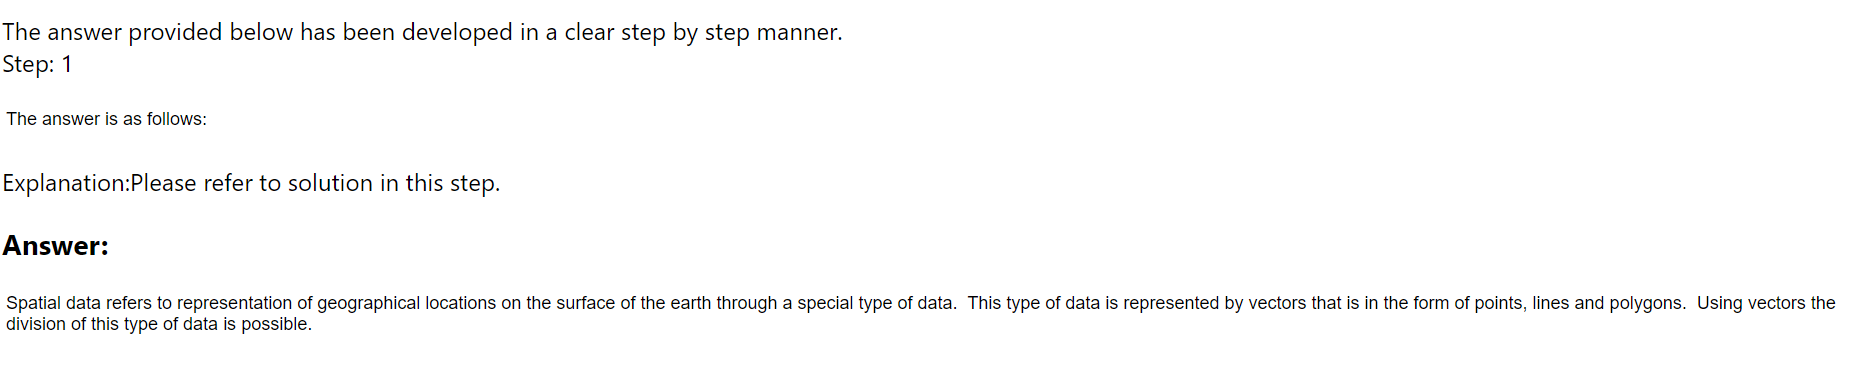 The answer provided below has been developed in a clear step by step manner.
Step: 1
The answer is as follows:
Explanation:Please refer to solution in this step.
Answer:
Spatial data refers to representation of geographical locations on the surface of the earth through a special type of data.  This type of data is represented by vectors that is in the form of points, lines and polygons.  Using vectors the
division of this type of data is possible.